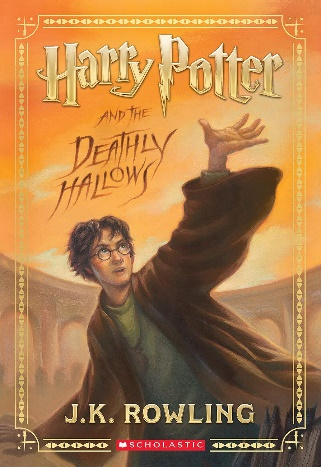 Harry Potter
AND THE
DEATHLY
HALLOWS
J.K. ROWLING
SCHOLASTIC